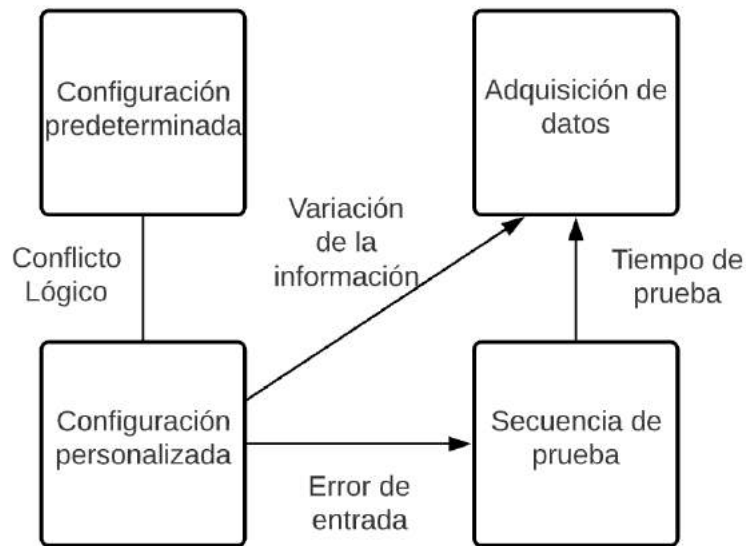 Configuración
predeterminada
Adquisición de
datos
Variación
de la
información
Conflicto
Lógico
Tiempo de
prueba
Configuración
personalizada
Secuencia de
prueba
Error de
entrada